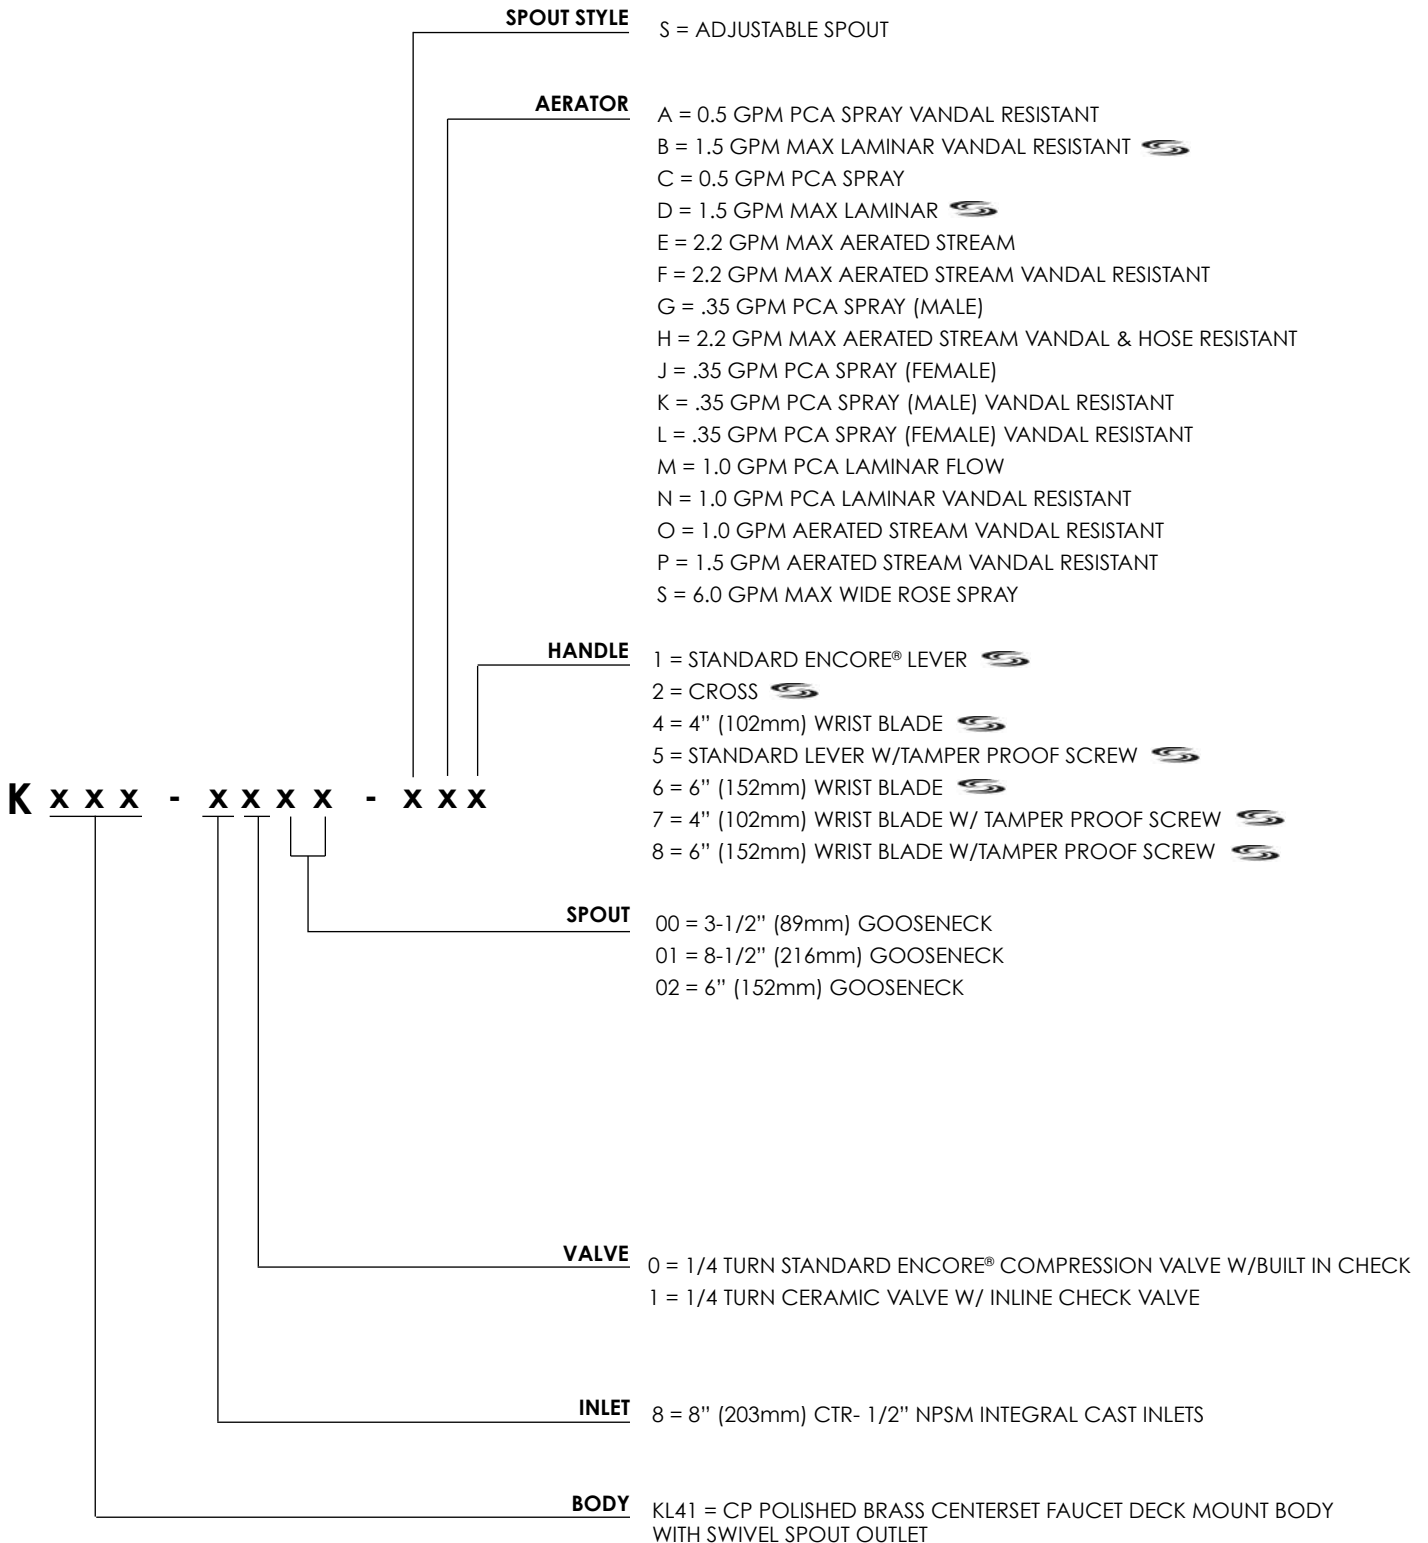 SPOUT STYLE
S = ADJUSTABLE SPOUT
AERATOR
A = 0.5 GPM PCA SPRAY VANDAL RESISTANT
B = 1.5 GPM MAX LAMINAR VANDAL RESISTANT
C = 0.5 GPM PCA SPRAY
D = 1.5 GPM MAX LAMINAR
E = 2.2 GPM MAX AERATED STREAM
F = 2.2 GPM MAX AERATED STREAM VANDAL RESISTANT
G = .35 GPM PCA SPRAY (MALE)
H = 2.2 GPM MAX AERATED STREAM VANDAL & HOSE RESISTANT
J = .35 GPM PCA SPRAY (FEMALE)
K = .35 GPM PCA SPRAY (MALE) VANDAL RESISTANT
L = .35 GPM PCA SPRAY (FEMALE) VANDAL RESISTANT
M = 1.0 GPM PCA LAMINAR FLOW
N = 1.0 GPM PCA LAMINAR VANDAL RESISTANT
O = 1.0 GPM AERATED STREAM VANDAL RESISTANT
P = 1.5 GPM AERATED STREAM VANDAL RESISTANT
S = 6.0 GPM MAX WIDE ROSE SPRAY
HANDLE
1 = STANDARD ENCORE® LEVER
2 = CROSS
4 = 4” (102mm) WRIST BLADE
5 = STANDARD LEVER W/TAMPER PROOF SCREW
6 = 6” (152mm) WRIST BLADE
7 = 4” (102mm) WRIST BLADE W/ TAMPER PROOF SCREW
8 = 6” (152mm) WRIST BLADE W/TAMPER PROOF SCREW
K x x x - x x x x - x x x
SPOUT
00 = 3-1/2” (89mm) GOOSENECK
01 = 8-1/2” (216mm) GOOSENECK
02 = 6” (152mm) GOOSENECK
VALVE
0 = 1/4 TURN STANDARD ENCORE® COMPRESSION VALVE W/BUILT IN CHECK
1 = 1/4 TURN CERAMIC VALVE W/ INLINE CHECK VALVE
INLET
8 = 8” (203mm) CTR- 1/2” NPSM INTEGRAL CAST INLETS
BODY
KL41 = CP POLISHED BRASS CENTERSET FAUCET DECK MOUNT BODY
WITH SWIVEL SPOUT OUTLET